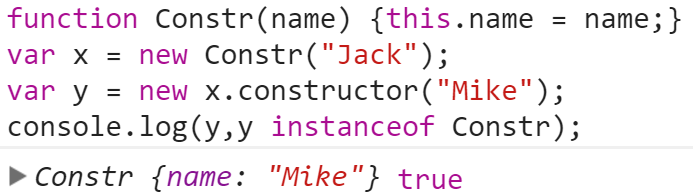 function Constr(name) {this.name = name;}
var x = new Constr("Jack");
var y = new x.constructor("Mike");
console.log(y,y instanceof Constr);
▶ Constr {name: "Mike"} true